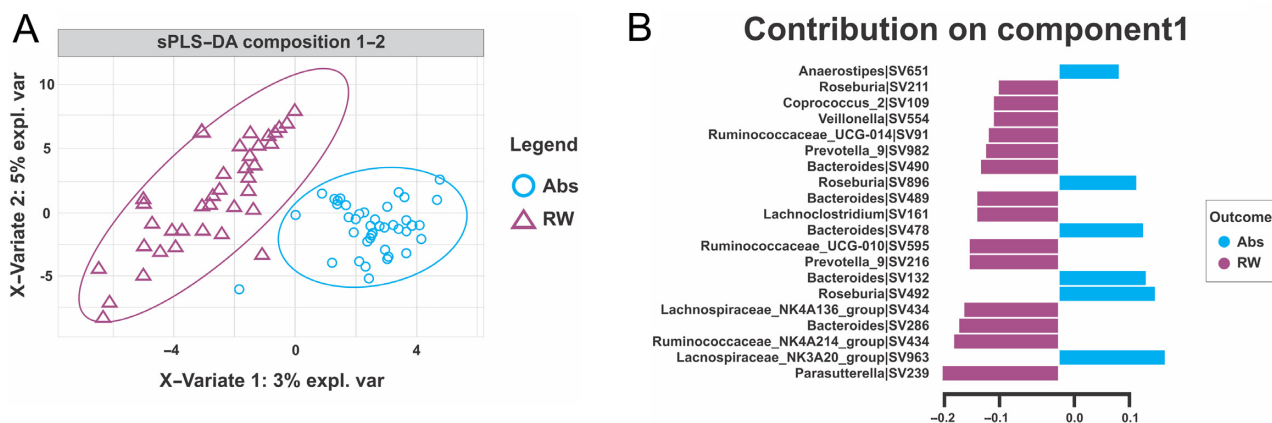 A
sPLS–DA composition 1–2
X–Variate 2: 5% expl. var
10
5
0
−5
−4
0
4
X–Variate 1: 3% expl. var
Legend
Abs
RW
B
Contribution on component1
Anaerostipes|SV651
Roseburia|SV211
Coprococcus_2|SV109
Veillonella|SV554
Ruminococcaceae_UCG-014|SV91
Prevotella_9|SV982
Bacteroides|SV490
Roseburia|SV896
Bacteroides|SV489
Lachnoclostridium|SV161
Bacteroides|SV478
Ruminococcaceae_UCG-010|SV595
Prevotella_9|SV216
Bacteroides|SV132
Roseburia|SV492
Lachnospiraceae_NK4A136_group|SV434
Bacteroides|SV286
Ruminococcaceae_NK4A214_group|SV434
Lacnospiraceae_NK3A20_group|SV963
Parasutterella|SV239
−0.2
−0.1
0.0
0.1
Outcome
Abs
RW